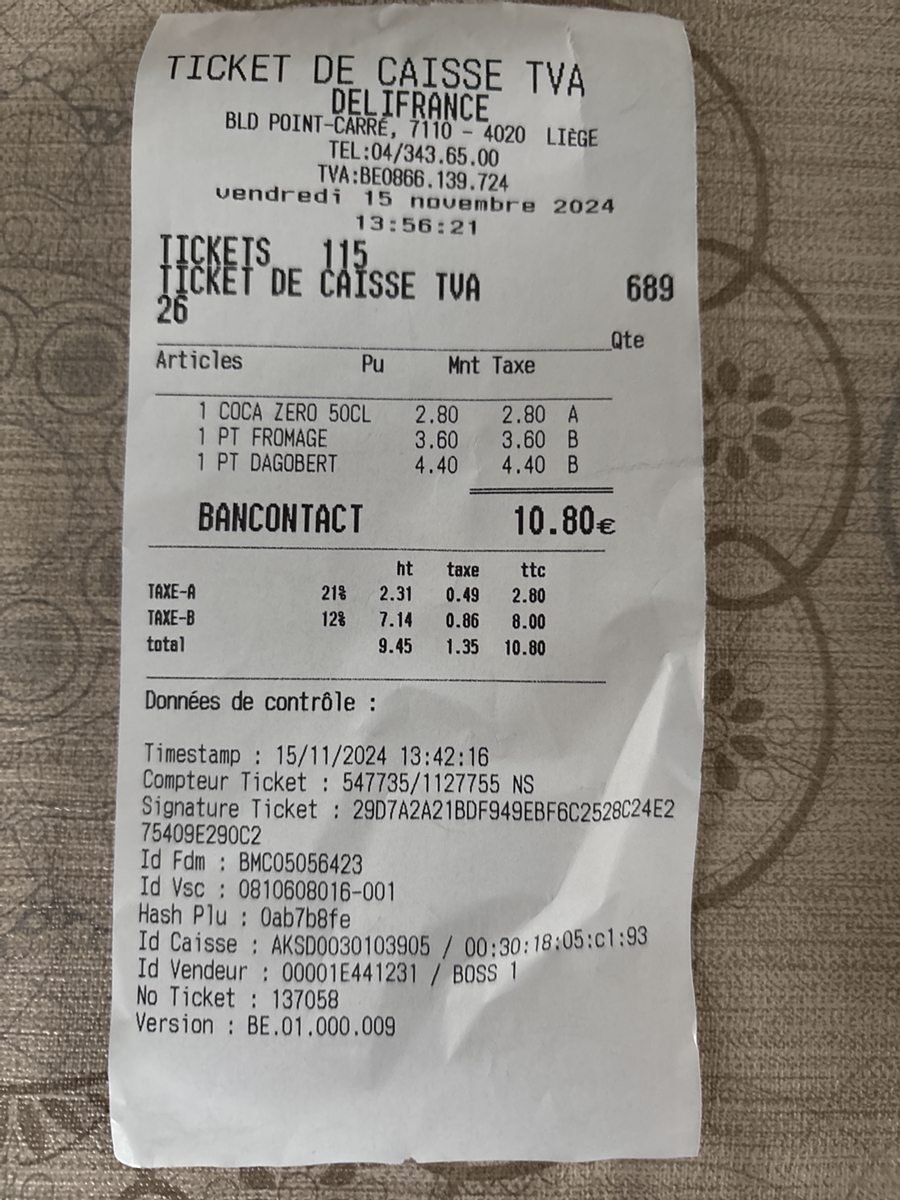 TICKET DE CAISSE TVA
DELIFRANCE
BLD POINT-CARRÉ, 7110 - 4020 LIÈGE
TEL:04/343.65.00
TVA:BE0866.139.724
vendredi 15 novembre 2024
13:56:21
TICKETS 115
TICKET DE CAISSE TVA 689
26
Qte
Articles Pu Mnt Taxe
1 COCA ZERO 50CL 2.80 2.80 A
1 PT FROMAGE 3.60 3.60 B
1 PT DAGOBERT 4.40 4.40 B
BANCONTACT 10.80€
ht taxe ttc
TAXE-A 21% 2.31 0.49 2.80
TAXE-B 12% 7.14 0.86 8.00
total 9.45 1.35 10.80
Données de contrôle :
Timestamp : 15/11/2024 13:42:16
Compteur Ticket : 547735/1127755 NS
Signature Ticket : 29D7A2A21BDF949EBF6C2528C24E2
75409E290C2
Id Fdm : BMC05056423
Id Vsc : 0810608016-001
Hash Plu : 0ab7b8fe
Id Caisse : AKSD0030103905 / 00:30:18:05:c1:93
Id Vendeur : 00001E441231 / BOSS 1
No Ticket : 137058
Version : BE.01.000.009